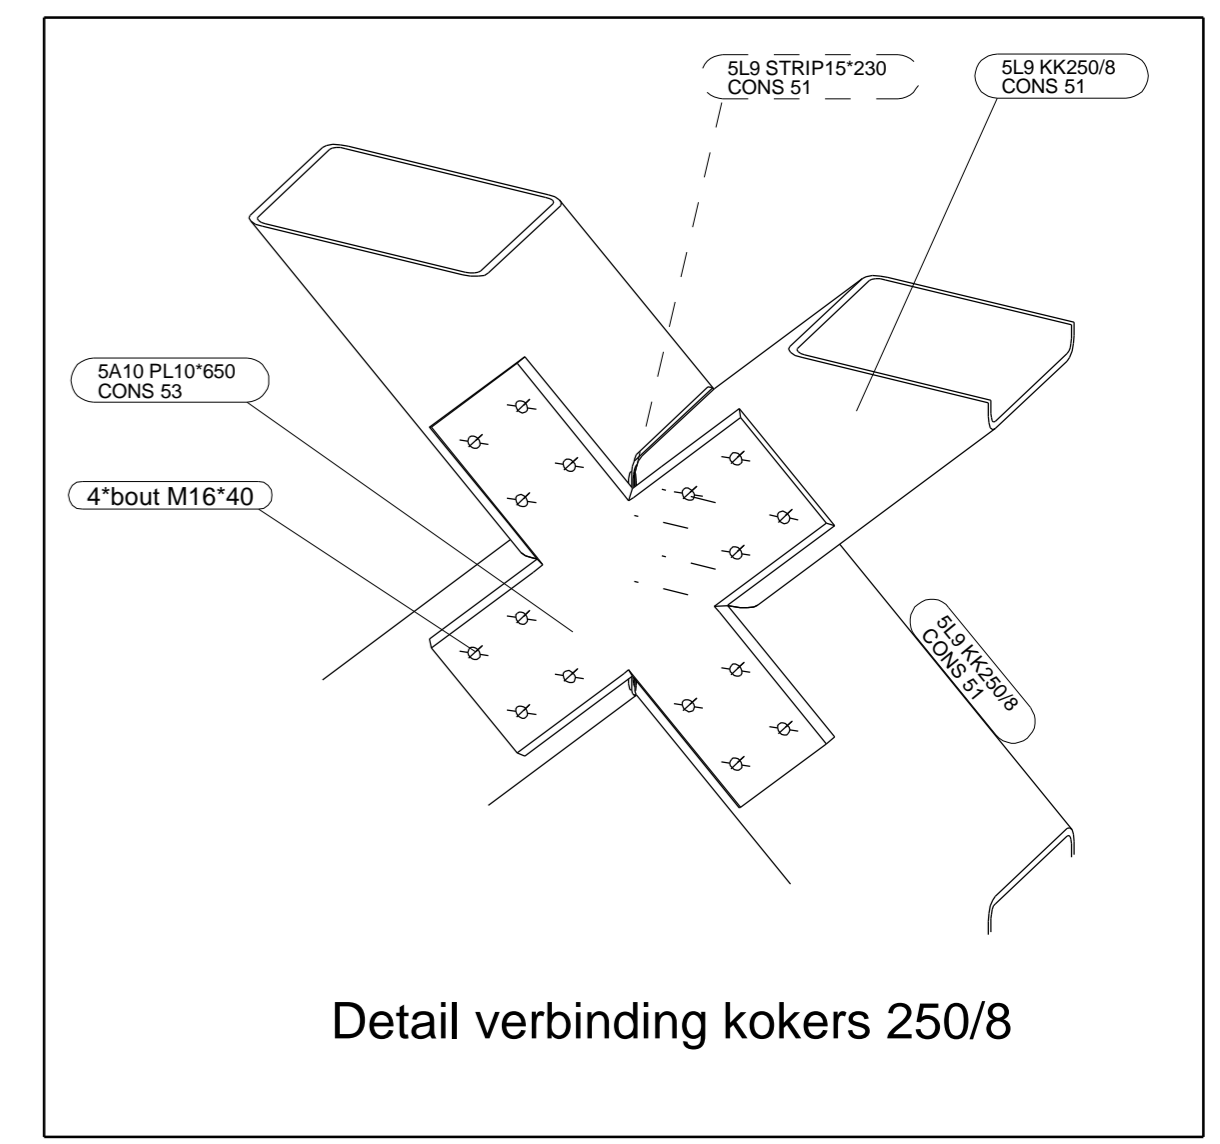 5L9 STRIP15*230
CONS 51
5L9 KK250/8
CONS 51
5A10 PL10*650
CONS 53
4*bout M16*40
5L9 KK250/8
CONS 51
Detail verbinding kokers 250/8